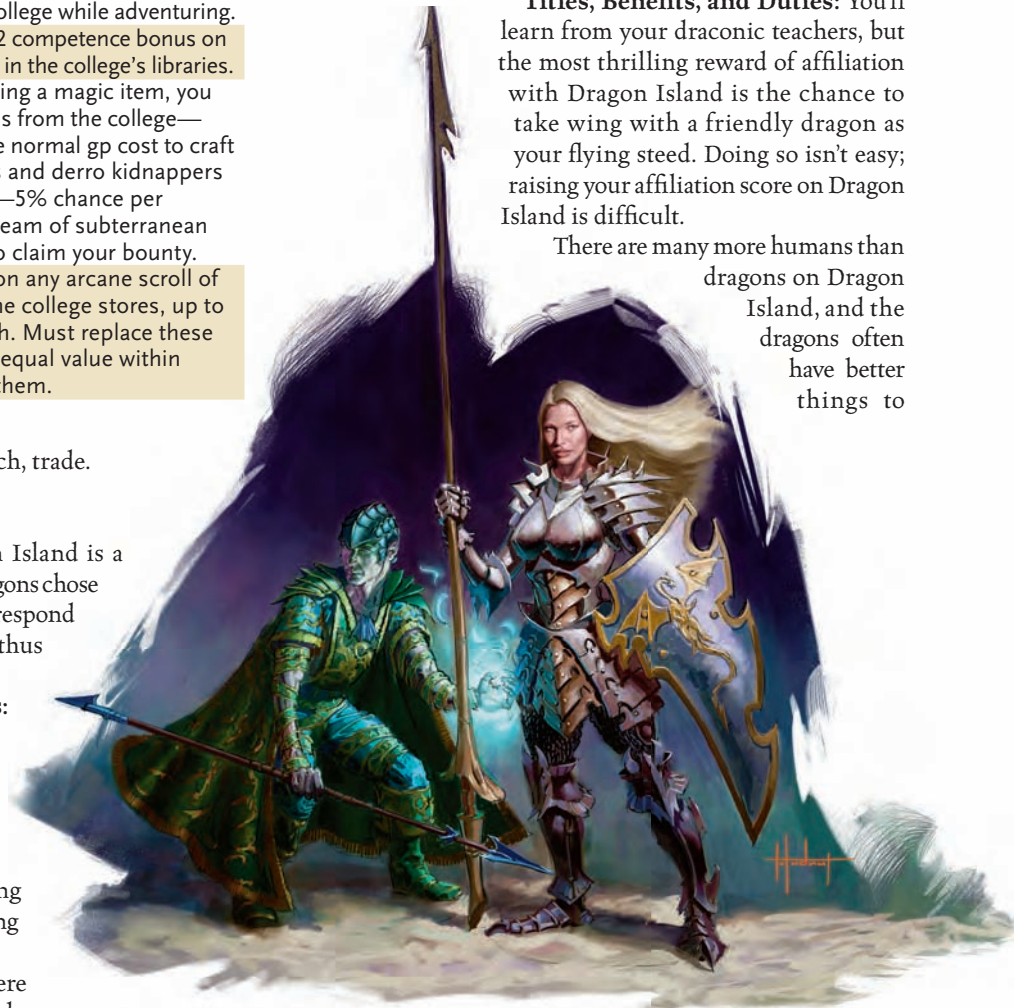 ollege while adventuring.
2 competence bonus on
in the college's libraries.
ing a magic item, you
s from the college—
e normal gp cost to craft
and derro kidnappers
—5% chance per
eam of subterranean
o claim your bounty.
on any arcane scroll of
ne college stores, up to
h. Must replace these
equal value within
them.
ch, trade.
n Island is a
gons chose
respond
thus
s:
ng
ng
ere
Titles, Benefits, and Duties: You'll
learn from your draconic teachers, but
the most thrilling reward of affiliation
with Dragon Island is the chance to
take wing with a friendly dragon as
your flying steed. Doing so isn't easy;
raising your affiliation score on Dragon
Island is difficult.
There are many more humans than
dragons on Dragon
Island, and the
dragons often
have better
things to